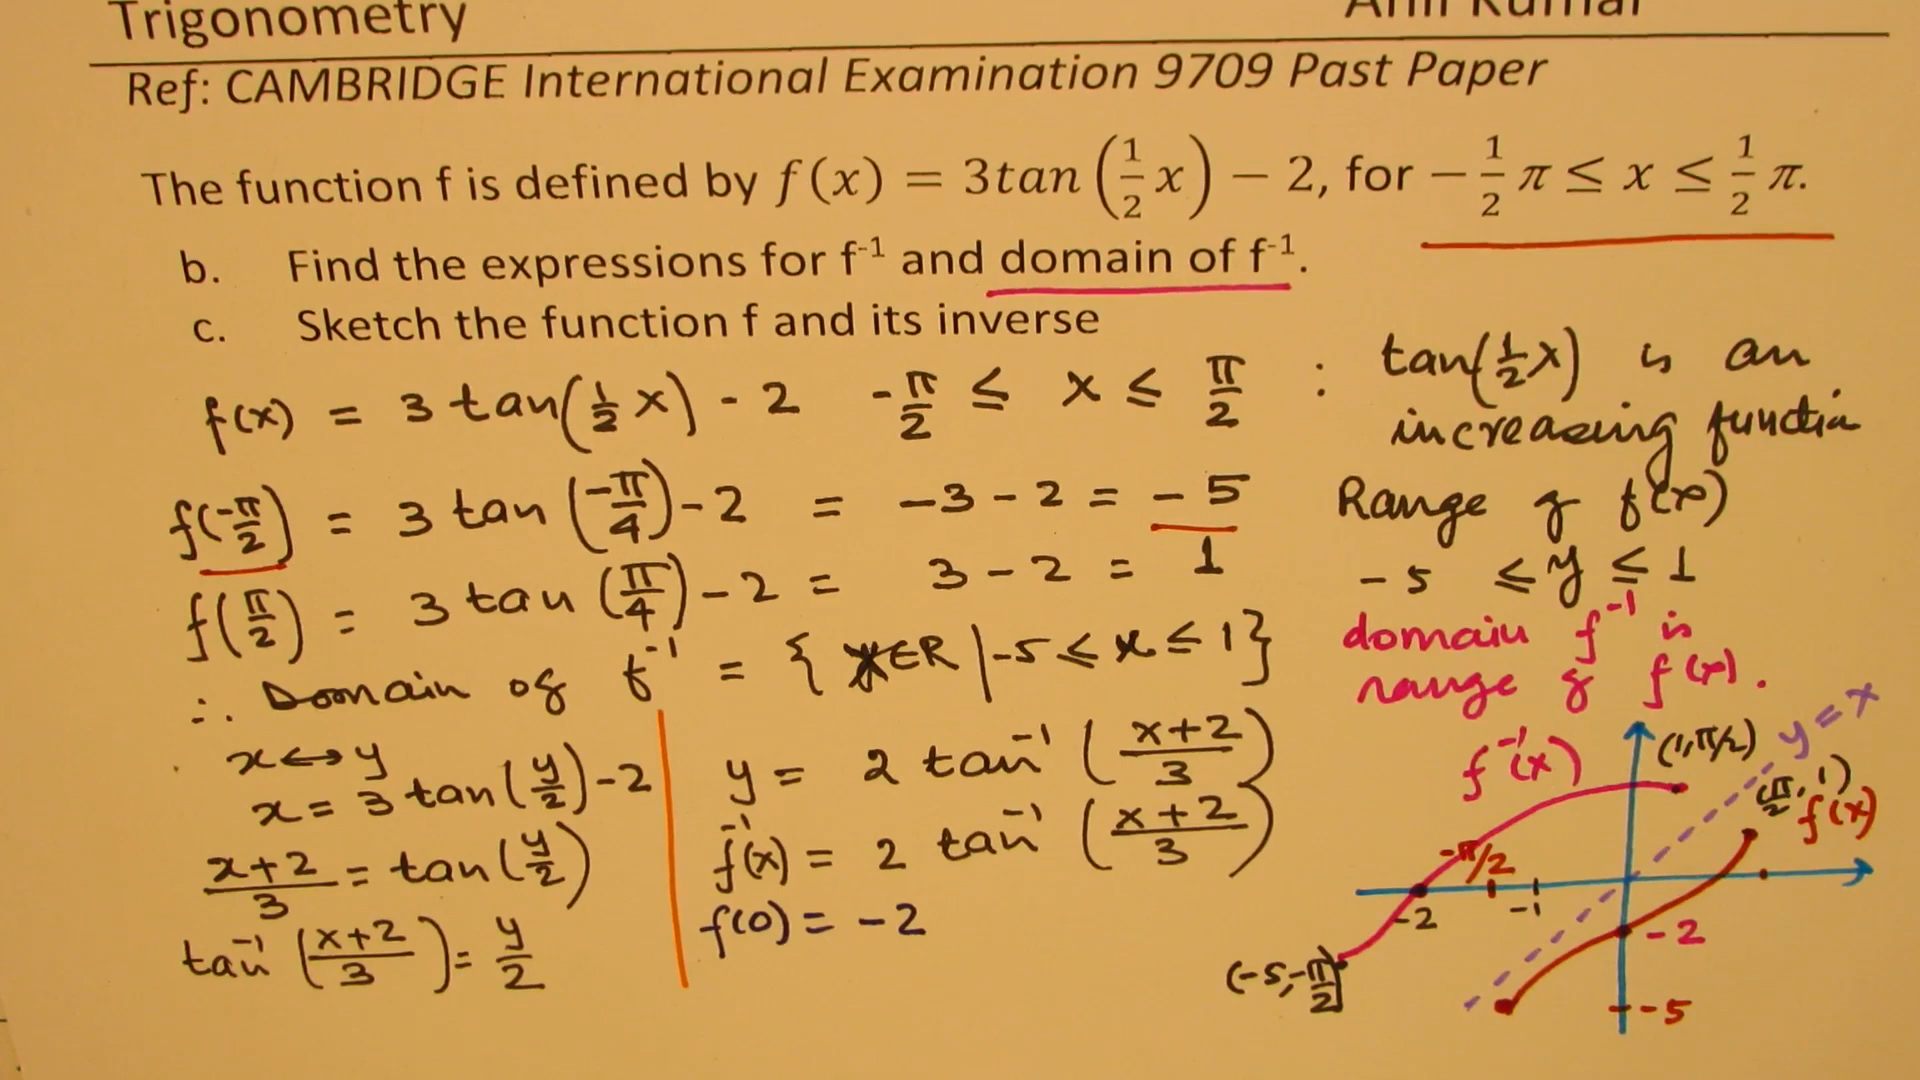 Trigonometry
Anil Kumar
Ref: CAMBRIDGE International Examination 9709 Past Paper
The function f is defined by f(x) = 3tan(1/2 x) − 2, for −1/2 π ≤ x ≤ 1/2 π.
b. Find the expressions for f⁻¹ and domain of f⁻¹.
c. Sketch the function f and its inverse
f(x) = 3 tan(1/2 x) - 2 -π/2 ≤ x ≤ π/2 : tan(1/2 x) is an
increasing function
f(-π/2) = 3 tan(-π/4) - 2 = -3 - 2 = -5
Range of f(x)
f(π/2) = 3 tan(π/4) - 2 = 3 - 2 = 1
-5 ≤ y ≤ 1
∴ Domain of f⁻¹ = { x∈R | -5 ≤ x ≤ 1}
domain f⁻¹ is
range of f(x).
x ↔ y
x = 3 tan(y/2) - 2
(x+2)/3 = tan(y/2)
tan⁻¹((x+2)/3) = y/2
y = 2 tan⁻¹((x+2)/3)
f⁻¹(x) = 2 tan⁻¹((x+2)/3)
f(0) = -2
y = x
f⁻¹(x)
(1, π/2)
(π/2, 1)
f(x)
-π/2
-2
-1
-2
(-5, -π/2)
-5